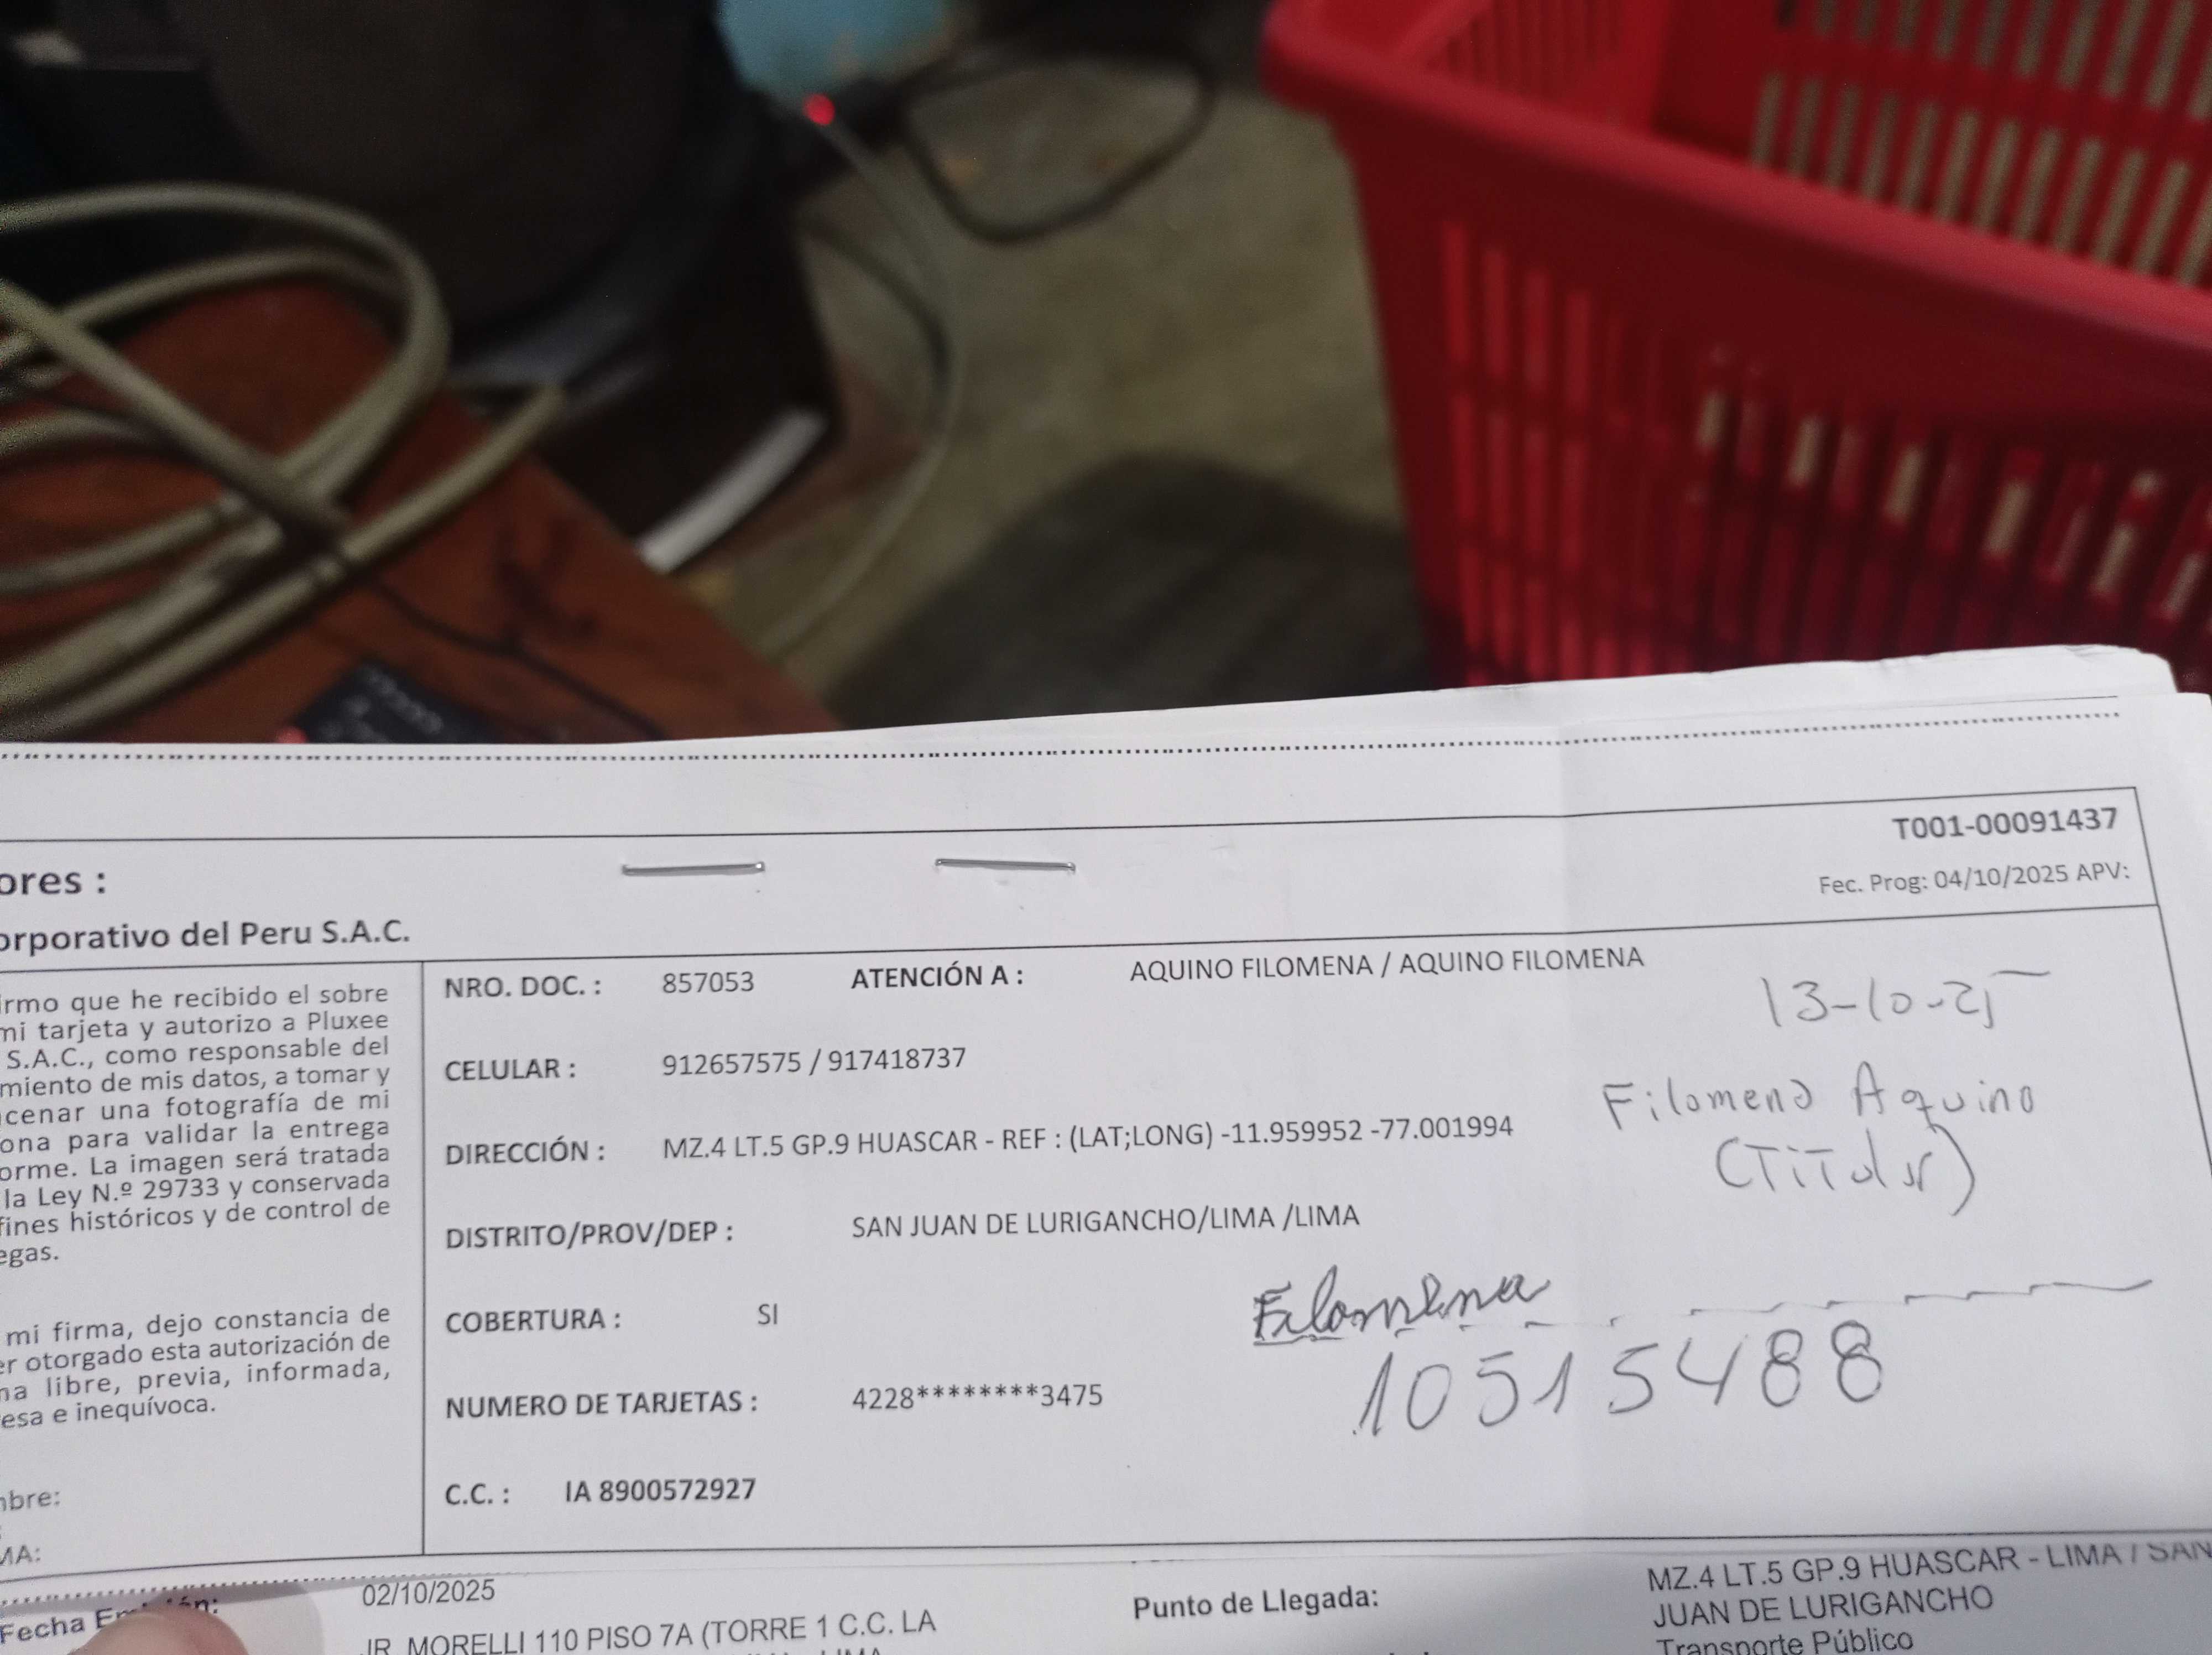 T001-00091437
Fec. Prog: 04/10/2025 APV:
ores :
orporativo del Peru S.A.C.
irmo que he recibido el sobre
mi tarjeta y autorizo a Pluxee
S.A.C., como responsable del
miento de mis datos, a tomar y
acenar una fotografía de mi
ona para validar la entrega
orme. La imagen será tratada
la Ley N.º 29733 y conservada
fines históricos y de control de
egas.
mi firma, dejo constancia de
er otorgado esta autorización de
na libre, previa, informada,
esa e inequívoca.
mbre:
MA:
NRO. DOC. : 857053 ATENCIÓN A : AQUINO FILOMENA / AQUINO FILOMENA
CELULAR : 912657575 / 917418737
DIRECCIÓN : MZ.4 LT.5 GP.9 HUASCAR - REF : (LAT;LONG) -11.959952 -77.001994
DISTRITO/PROV/DEP : SAN JUAN DE LURIGANCHO/LIMA /LIMA
COBERTURA : SI
NUMERO DE TARJETAS : 4228********3475
C.C. : IA 8900572927
13-10-25
Filomena Aquino
(Titular)
Filomena
10515488
Fecha Emisión: 02/10/2025
JR. MORELLI 110 PISO 7A (TORRE 1 C.C. LA
LIMA
Punto de Llegada:
MZ.4 LT.5 GP.9 HUASCAR - LIMA / SAN
JUAN DE LURIGANCHO
Transporte Público